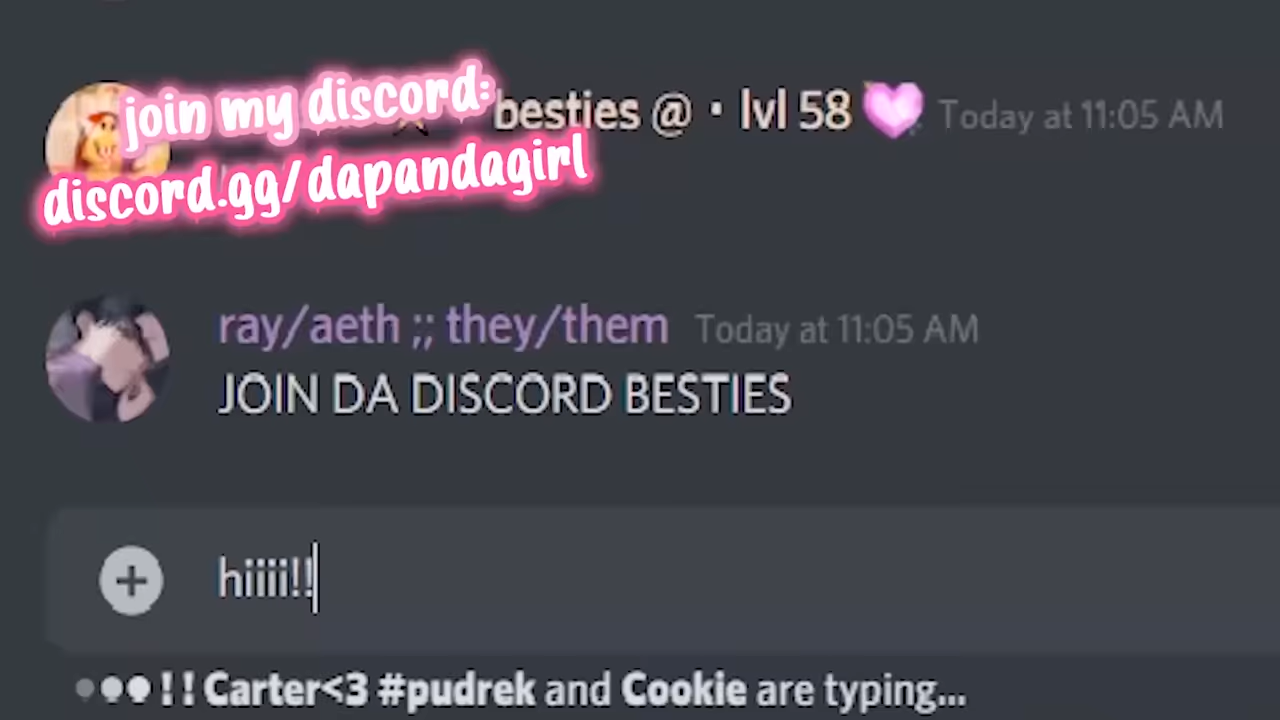 join my discord:
discord.gg/dapandagirl
besties @ • lvl 58 Today at 11:05 AM
ray/aeth ;; they/them Today at 11:05 AM
JOIN DA DISCORD BESTIES
hiiii!!
!! Carter<3 #pudrek and Cookie are typing...